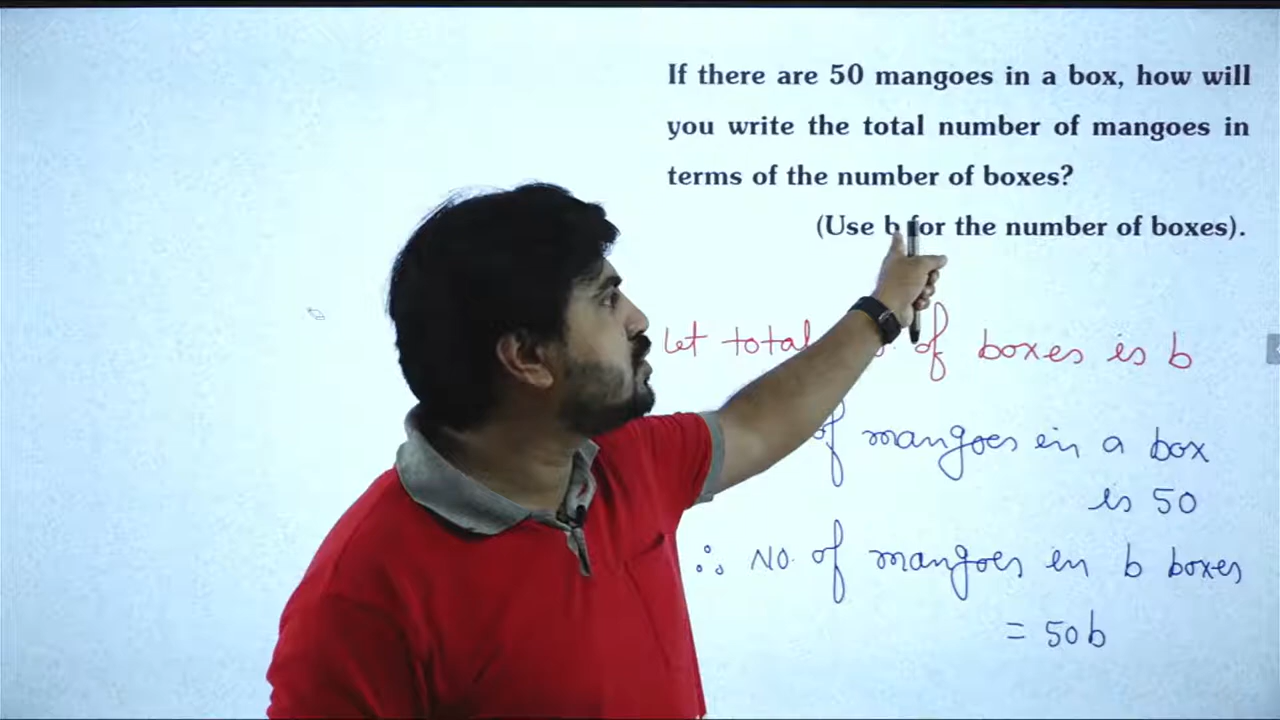 If there are 50 mangoes in a box, how will
you write the total number of mangoes in
terms of the number of boxes?
(Use b for the number of boxes).
Let total of boxes is b
of mangoes in a box
is 50
∴ No. of mangoes in b boxes
= 50b